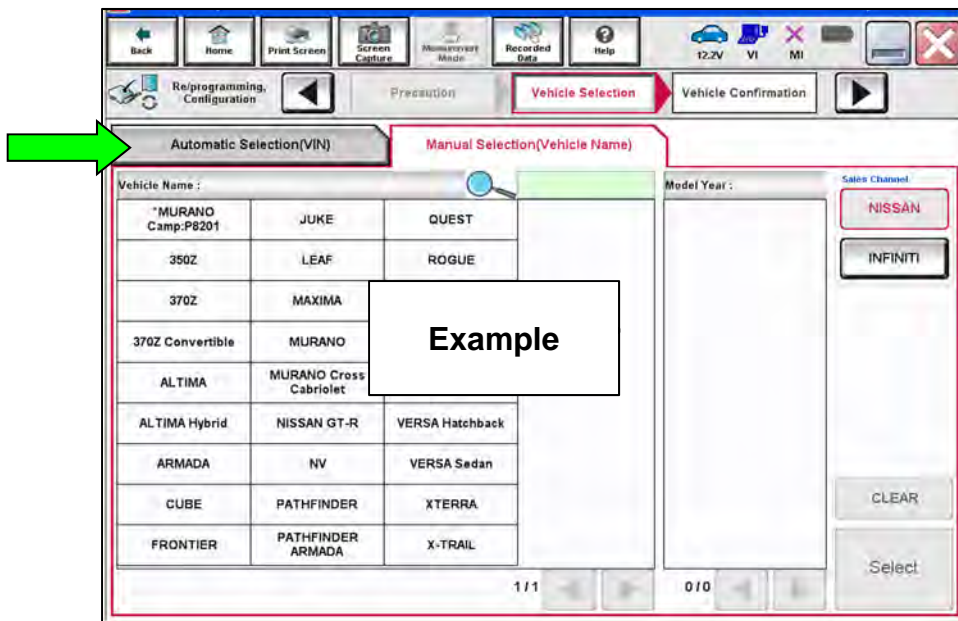 Back
Home
Print Screen
Screen
Capture
Measurement
Mode
Recorded
Data
Help
12.2V
VI
MI
Re/programming,
Configuration
Precaution
Vehicle Selection
Vehicle Confirmation
Automatic Selection(VIN)
Manual Selection(Vehicle Name)
Vehicle Name :
Model Year :
Sales Channel
*MURANO
Camp:P8201
JUKE
QUEST
NISSAN
350Z
LEAF
ROGUE
INFINITI
370Z
MAXIMA
Example
370Z Convertible
MURANO
ALTIMA
MURANO Cross
Cabriolet
ALTIMA Hybrid
NISSAN GT-R
VERSA Hatchback
ARMADA
NV
VERSA Sedan
CUBE
PATHFINDER
XTERRA
CLEAR
FRONTIER
PATHFINDER
ARMADA
X-TRAIL
Select
1/1
0/0